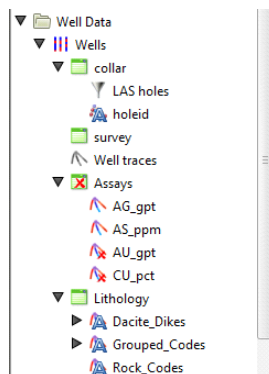 Well Data
Wells
collar
LAS holes
holeid
survey
Well traces
Assays
AG_gpt
AS_ppm
AU_gpt
CU_pct
Lithology
Dacite_Dikes
Grouped_Codes
Rock_Codes